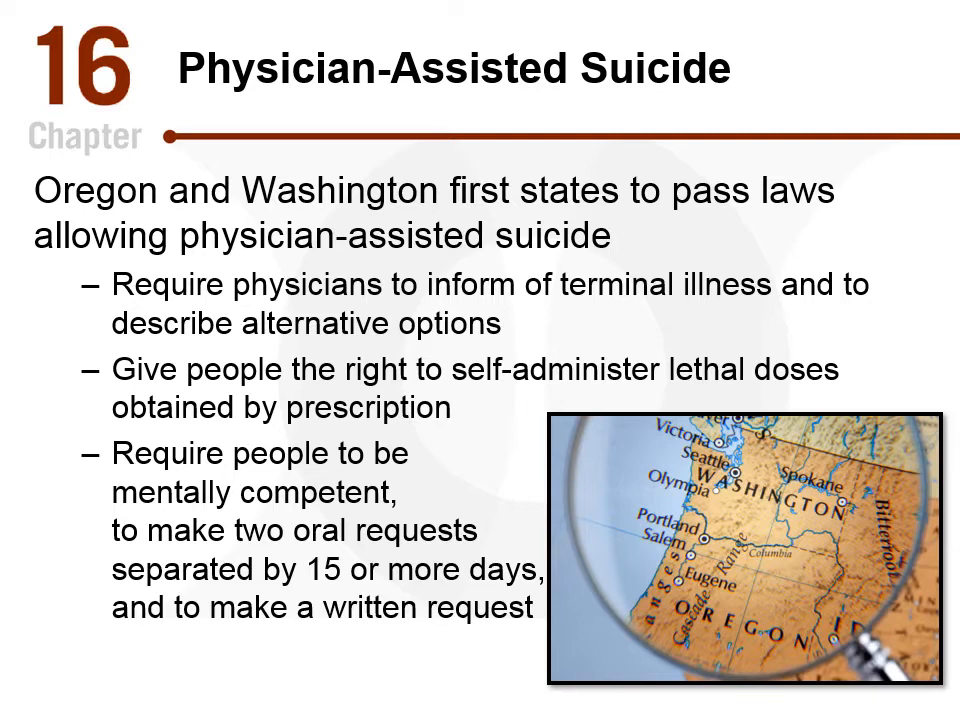 16
Chapter
Physician-Assisted Suicide
Oregon and Washington first states to pass laws
allowing physician-assisted suicide
– Require physicians to inform of terminal illness and to
describe alternative options
– Give people the right to self-administer lethal doses
obtained by prescription
– Require people to be
mentally competent,
to make two oral requests
separated by 15 or more days,
and to make a written request
Victoria
Seattle
Olympia
WASHINGTON
Spokane
Portland
Salem
Columbia
Bitterroot
Eugene
Cascade Range
OREGON